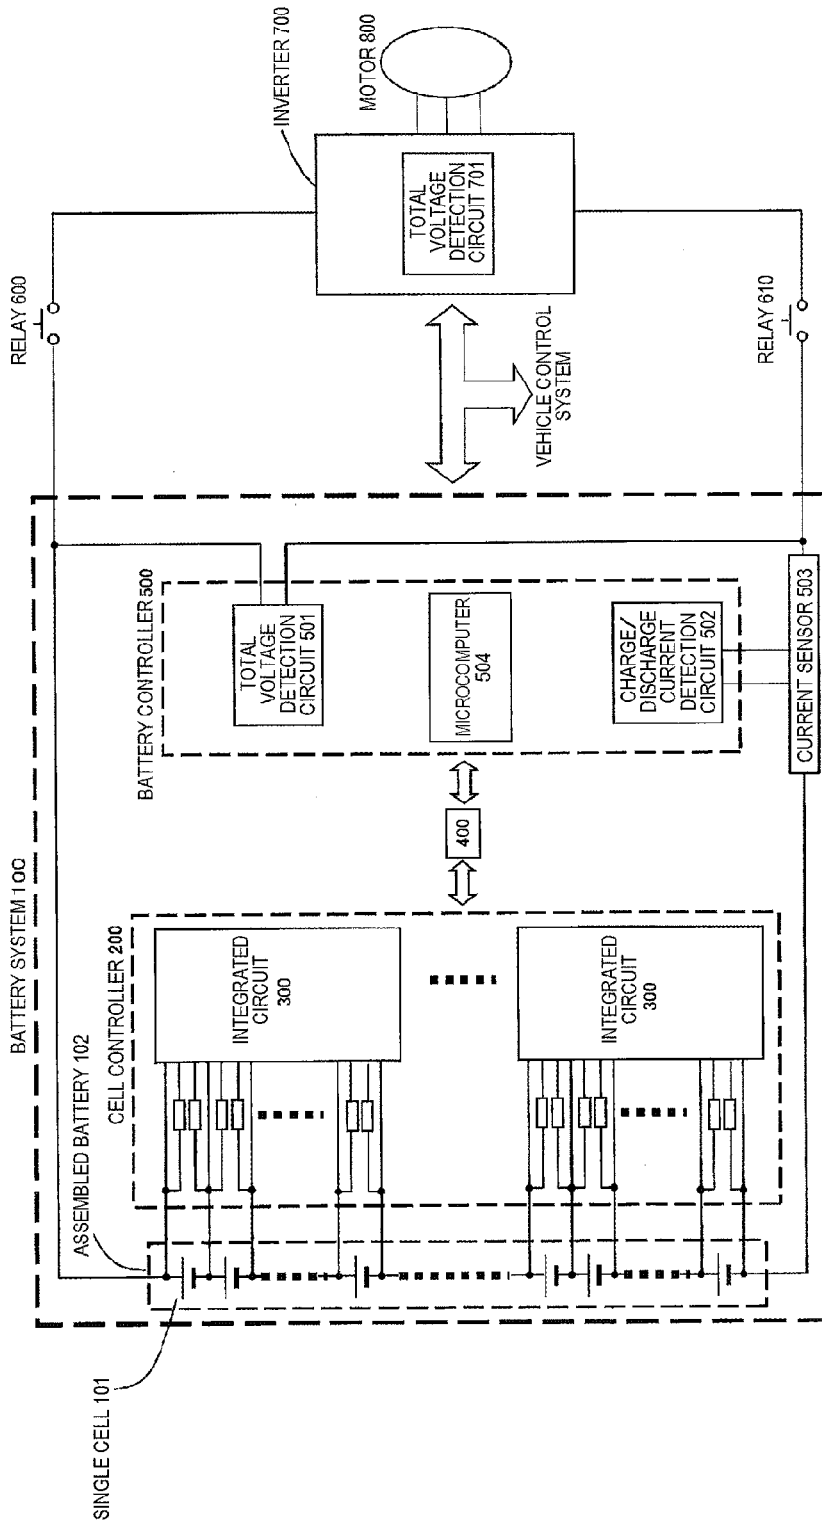 SINGLE CELL 101
ASSEMBLED BATTERY 102
BATTERY SYSTEM 100
CELL CONTROLLER 200
INTEGRATED
CIRCUIT
300
INTEGRATED
CIRCUIT
300
400
BATTERY CONTROLLER 500
TOTAL
VOLTAGE
DETECTION
CIRCUIT 501
MICROCOMPUTER
504
CHARGE/
DISCHARGE
CURRENT
DETECTION
CIRCUIT 502
CURRENT SENSOR 503
RELAY 600
RELAY 610
VEHICLE CONTROL
SYSTEM
INVERTER 700
TOTAL
VOLTAGE
DETECTION
CIRCUIT 701
MOTOR 800